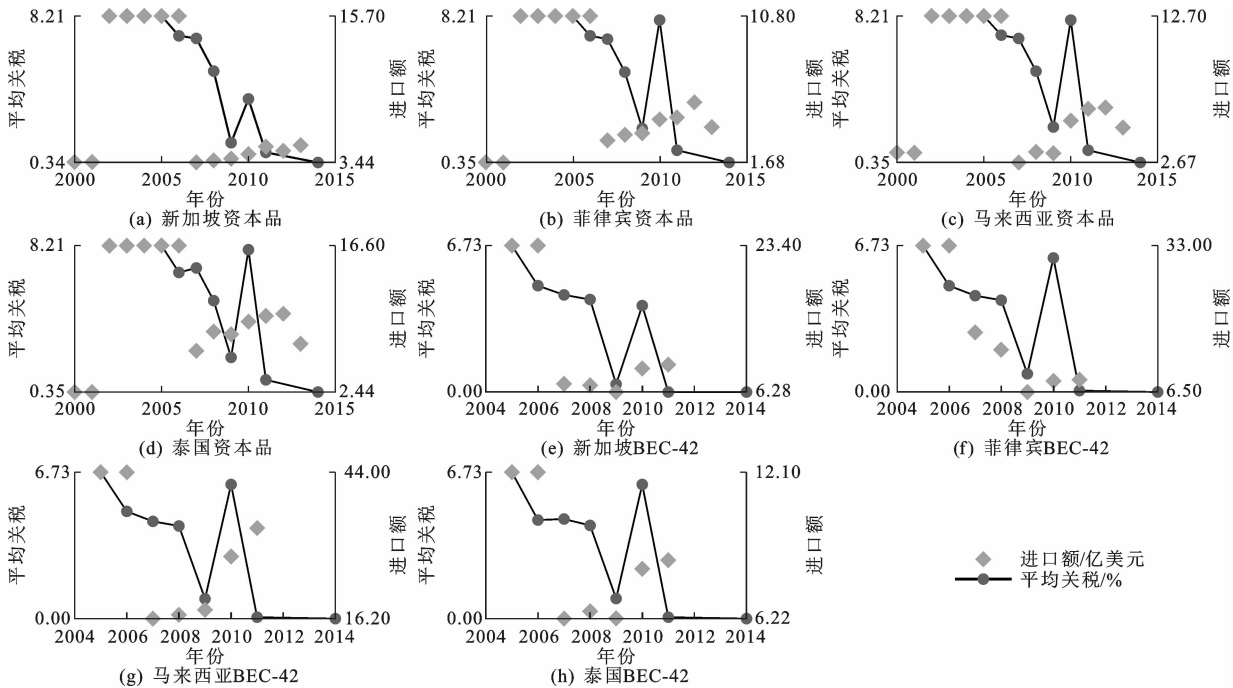 8.21 15.70
平均关税
进口额
0.34 3.44
2000 2005 2010 2015
年份
(a) 新加坡资本品
8.21 10.80
平均关税
进口额
0.35 1.68
2000 2005 2010 2015
年份
(b) 菲律宾资本品
8.21 12.70
平均关税
进口额
0.35 2.67
2000 2005 2010 2015
年份
(c) 马来西亚资本品
8.21 16.60
平均关税
进口额
0.35 2.44
2000 2005 2010 2015
年份
(d) 泰国资本品
6.73 23.40
平均关税
进口额
0.00 6.28
2004 2006 2008 2010 2012 2014
年份
(e) 新加坡BEC-42
6.73 33.00
平均关税
进口额
0.00 6.50
2004 2006 2008 2010 2012 2014
年份
(f) 菲律宾BEC-42
6.73 44.00
平均关税
进口额
0.00 16.20
2004 2006 2008 2010 2012 2014
年份
(g) 马来西亚BEC-42
6.73 12.10
平均关税
进口额
0.00 6.22
2004 2006 2008 2010 2012 2014
年份
(h) 泰国BEC-42
进口额/亿美元
平均关税/%